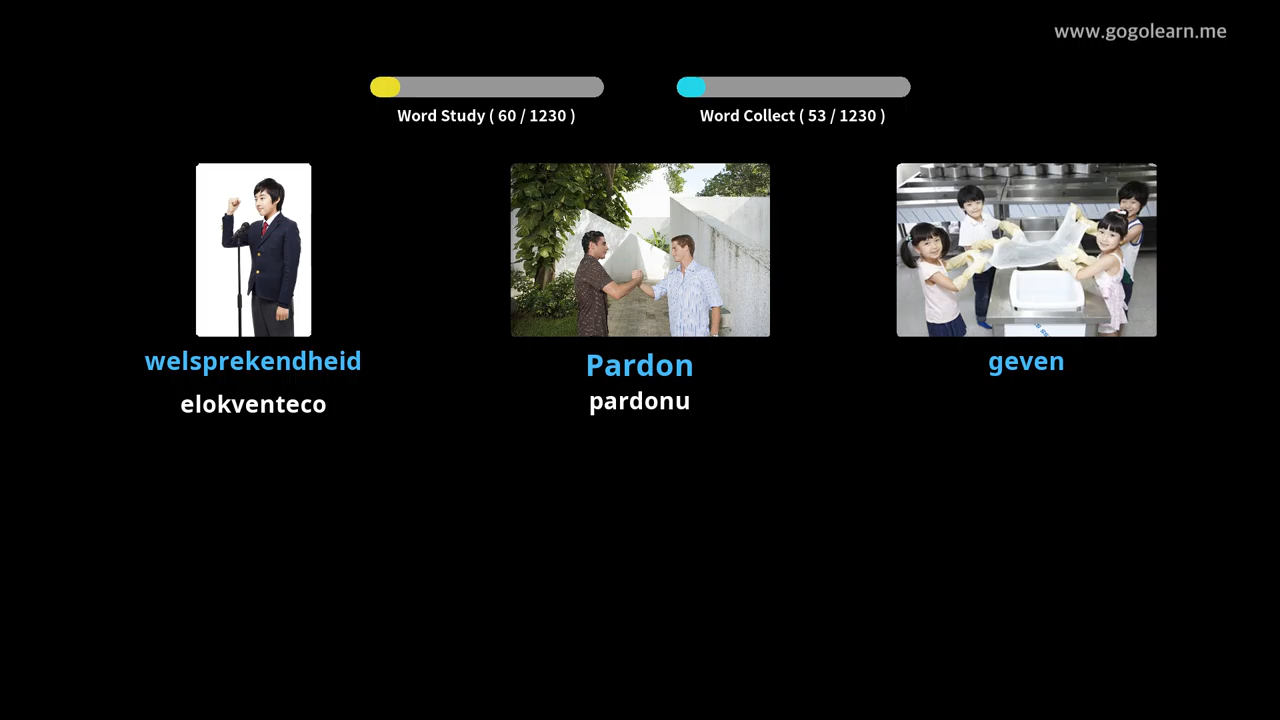 www.gogolearn.me
Word Study ( 60 / 1230 )
Word Collect ( 53 / 1230 )
welsprekendheid
elokventeco
Pardon
pardonu
geven